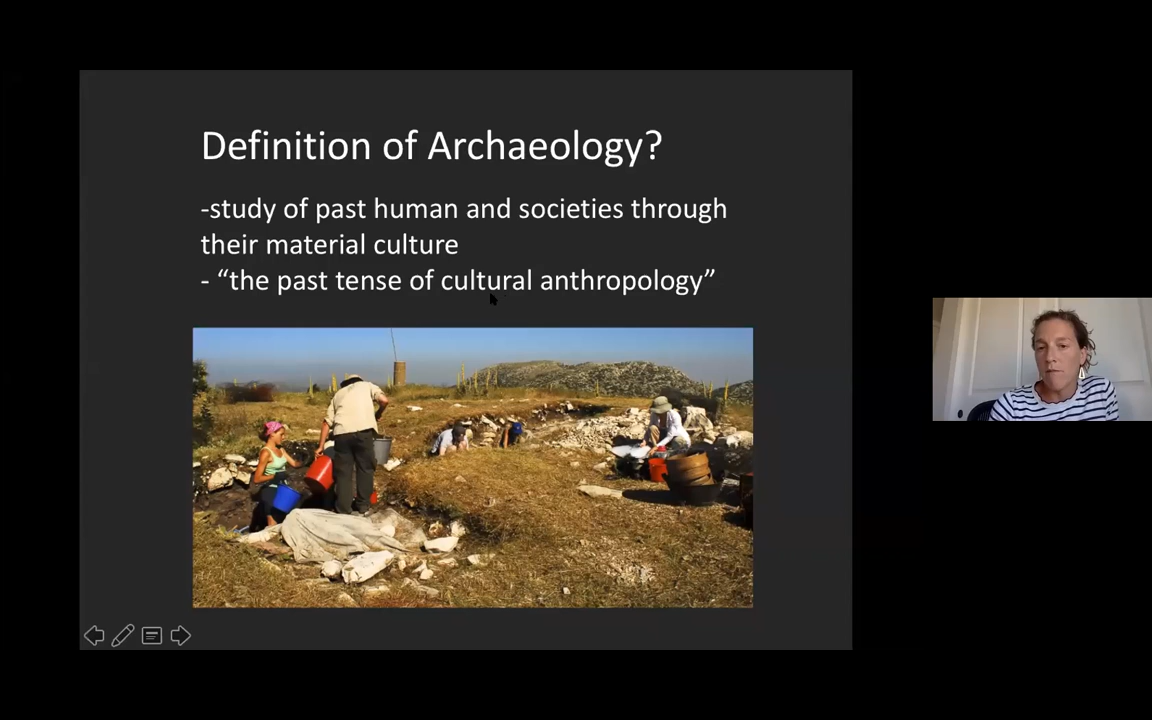 Definition of Archaeology?
-study of past human and societies through
their material culture
- “the past tense of cultural anthropology”